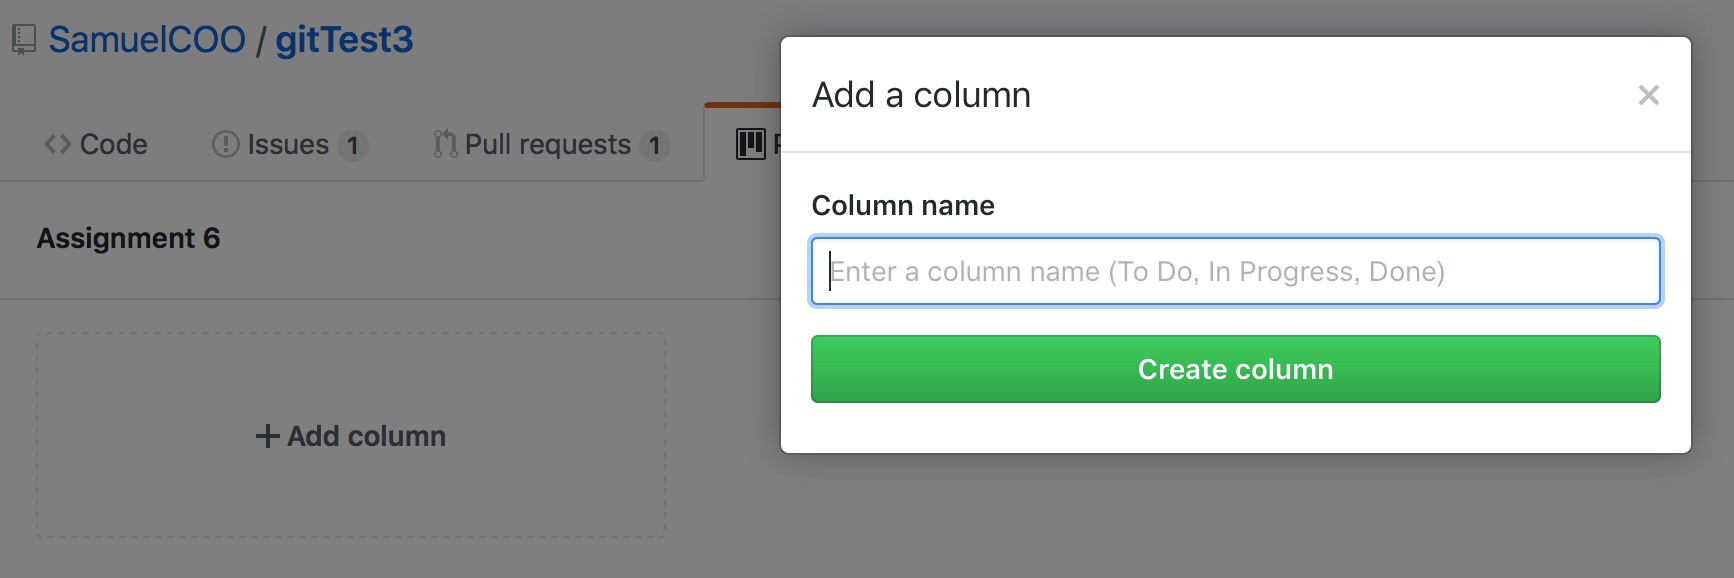 SamuelCOO / gitTest3
Add a column
Code
Issues 1
Pull requests 1
Column name
Assignment 6
Enter a column name (To Do, In Progress, Done)
Create column
Add column